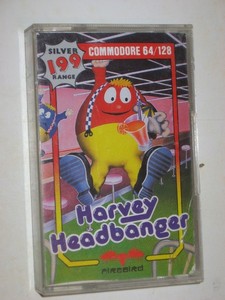 SILVER
199
RANGE
COMMODORE 64/128
Harvey
Headbanger
FIREBIRD